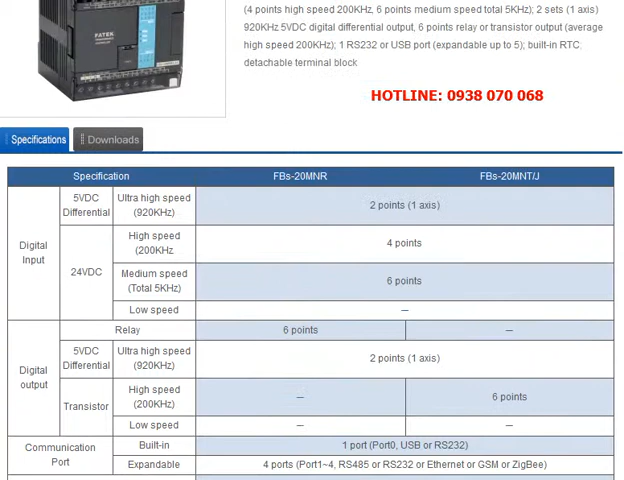 (4 points high speed 200KHz, 6 points medium speed total 5KHz); 2 sets (1 axis)
920KHz 5VDC digital differential output, 6 points relay or transistor output (average
high speed 200KHz); 1 RS232 or USB port (expandable up to 5); built-in RTC
detachable terminal block
FATEK
HOTLINE: 0938 070 068
Specifications
Downloads
Specification FBs-20MNR FBs-20MNT/J
Digital Input
5VDC Differential
Ultra high speed (920KHz)
2 points (1 axis)
24VDC
High speed (200KHz
4 points
Medium speed (Total 5KHz)
6 points
Low speed —
Digital output
Relay 6 points —
5VDC Differential
Ultra high speed (920KHz)
2 points (1 axis)
Transistor
High speed (200KHz)
— 6 points
Low speed — —
Communication Port
Built-in 1 port (Port0, USB or RS232)
Expandable 4 ports (Port1~4, RS485 or RS232 or Ethernet or GSM or ZigBee)